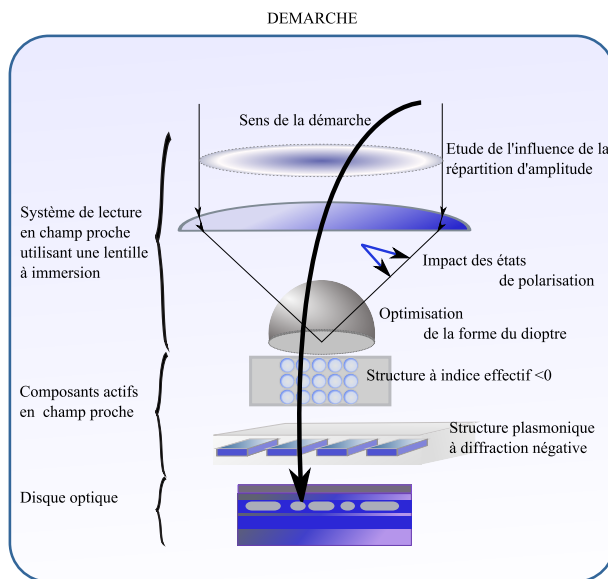 DEMARCHE
Sens de la démarche
Etude de l'influence de la
répartition d'amplitude
Système de lecture
en champ proche
utilisant une lentille
à immersion
Impact des états
de polarisation
Optimisation
de la forme du dioptre
Structure à indice effectif <0
Composants actifs
en champ proche
Structure plasmonique
à diffraction négative
Disque optique